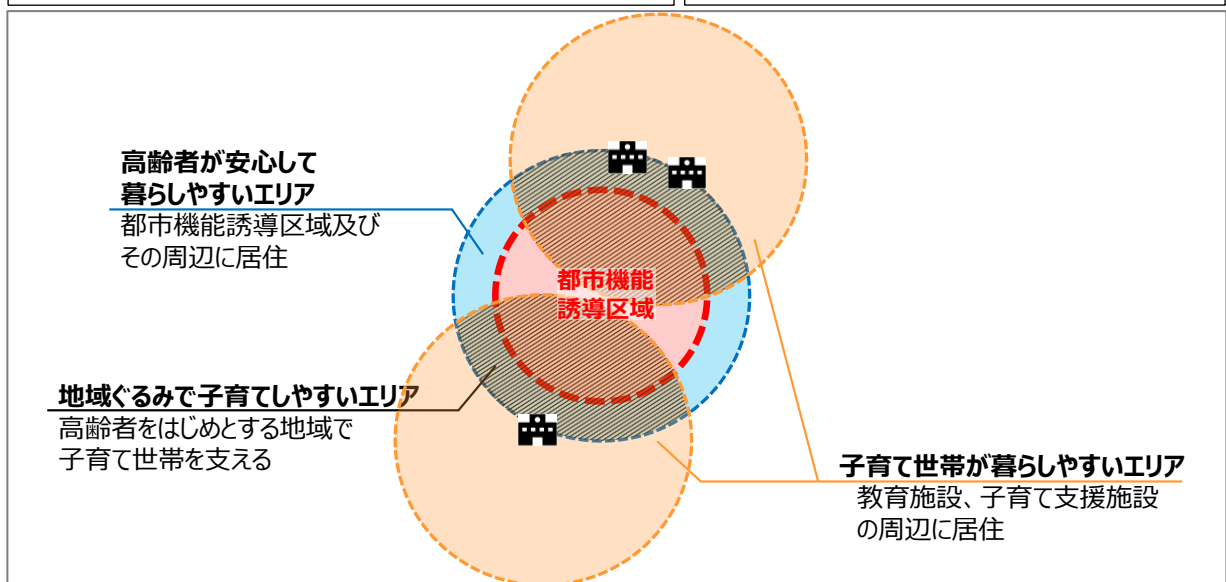 高齢者が安心して
暮らしやすいエリア
都市機能誘導区域及び
その周辺に居住
都市機能
誘導区域
地域ぐるみで子育てしやすいエリア
高齢者をはじめとする地域で
子育て世帯を支える
子育て世帯が暮らしやすいエリア
教育施設、子育て支援施設
の周辺に居住